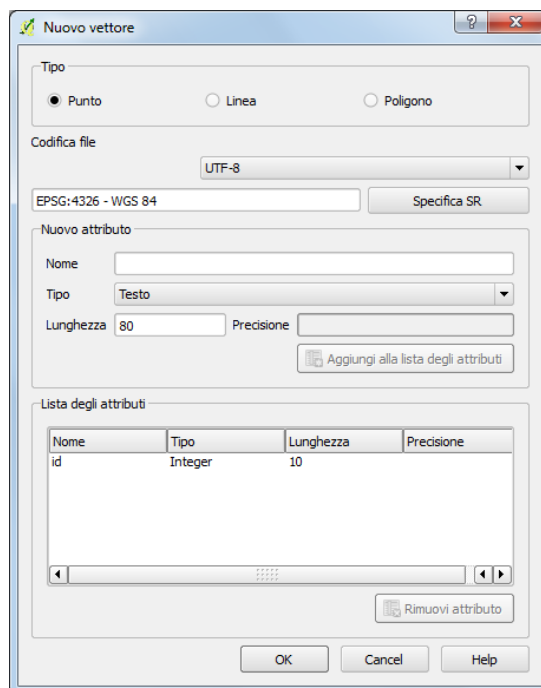 Nuovo vettore
Tipo
Punto
Linea
Poligono
Codifica file
UTF-8
EPSG:4326 - WGS 84
Specifica SR
Nuovo attributo
Nome
Tipo
Testo
Lunghezza
80
Precisione
Aggiungi alla lista degli attributi
Lista degli attributi
Nome Tipo Lunghezza Precisione
id Integer 10
Rimuovi attributo
OK
Cancel
Help